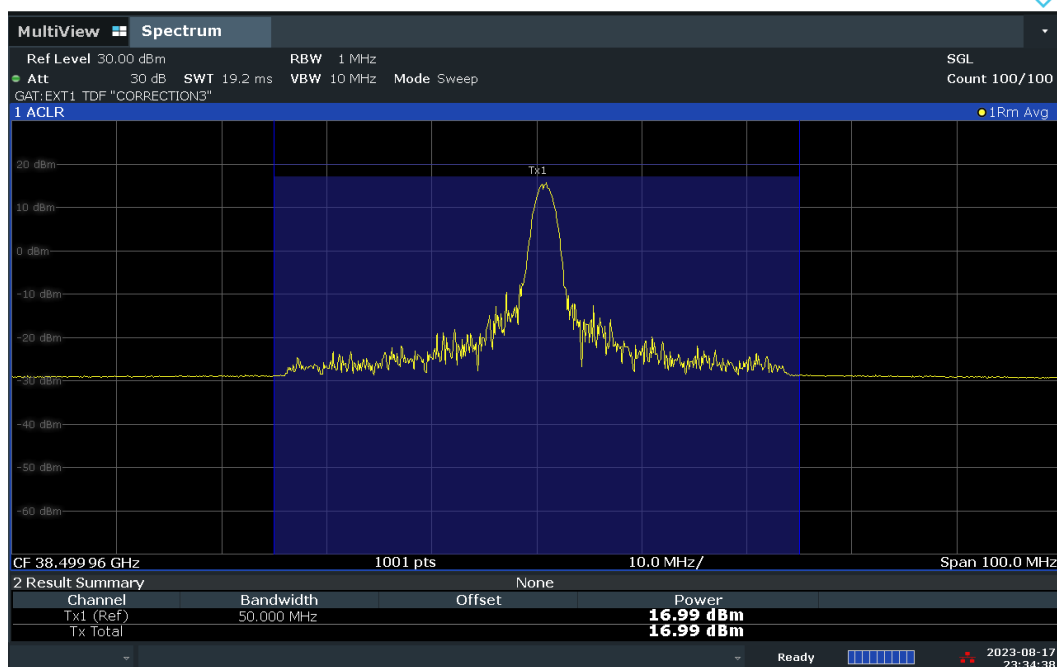 MultiView Spectrum
Ref Level 30.00 dBm RBW 1 MHz SGL
Att 30 dB SWT 19.2 ms VBW 10 MHz Mode Sweep Count 100/100
GAT:EXT1 TDF "CORRECTION3"
1 ACLR 1Rm Avg
20 dBm
Tx1
10 dBm
0 dBm
-10 dBm
-20 dBm
-30 dBm
-40 dBm
-50 dBm
-60 dBm
CF 38.49996 GHz 1001 pts 10.0 MHz/ Span 100.0 MHz
2 Result Summary None
Channel Bandwidth Offset Power
Tx1 (Ref) 50.000 MHz 16.99 dBm
Tx Total 16.99 dBm
Ready 2023-08-17
23:34:38